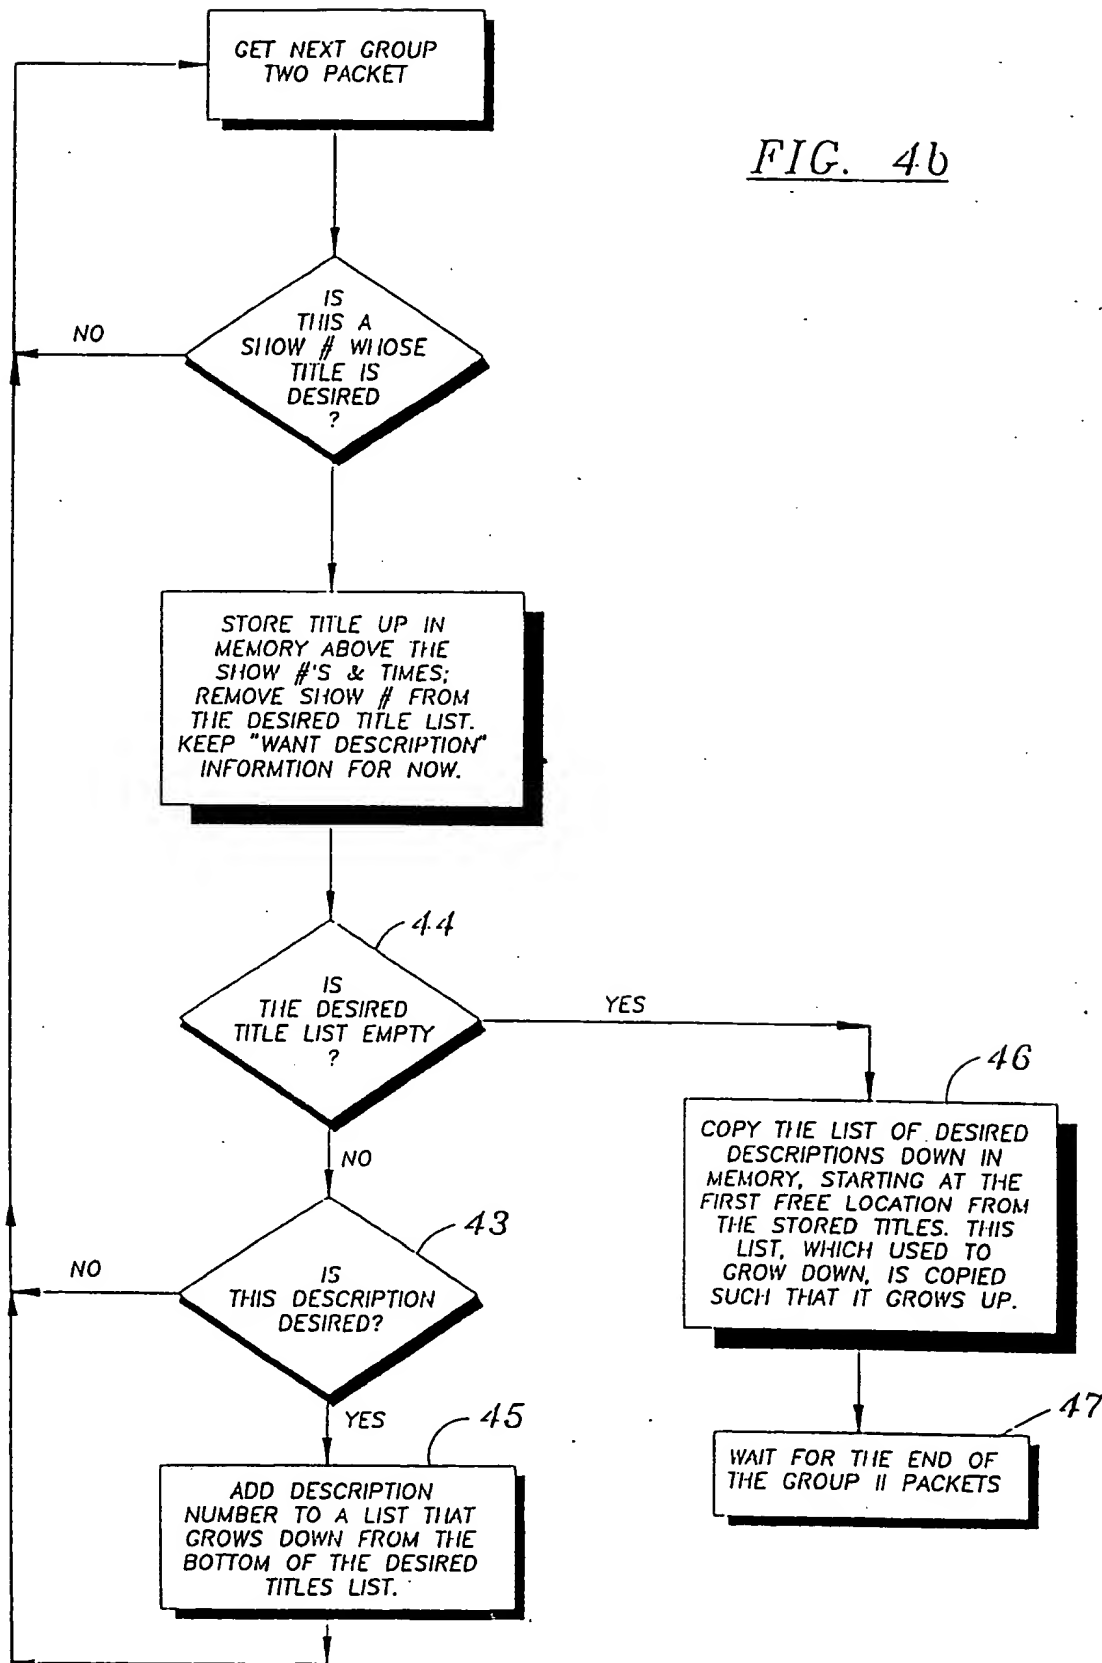 GET NEXT GROUP
TWO PACKET
FIG. 4b
IS
THIS A
SHOW # WHOSE
TITLE IS
DESIRED
?
NO
STORE TITLE UP IN
MEMORY ABOVE THE
SHOW #'S & TIMES;
REMOVE SHOW # FROM
THE DESIRED TITLE LIST.
KEEP "WANT DESCRIPTION"
INFORMTION FOR NOW.
44
IS
THE DESIRED
TITLE LIST EMPTY
?
YES
NO
46
COPY THE LIST OF DESIRED
DESCRIPTIONS DOWN IN
MEMORY, STARTING AT THE
FIRST FREE LOCATION FROM
THE STORED TITLES. THIS
LIST, WHICH USED TO
GROW DOWN, IS COPIED
SUCH THAT IT GROWS UP.
43
IS
THIS DESCRIPTION
DESIRED?
NO
YES
45
ADD DESCRIPTION
NUMBER TO A LIST THAT
GROWS DOWN FROM THE
BOTTOM OF THE DESIRED
TITLES LIST.
47
WAIT FOR THE END OF
THE GROUP II PACKETS